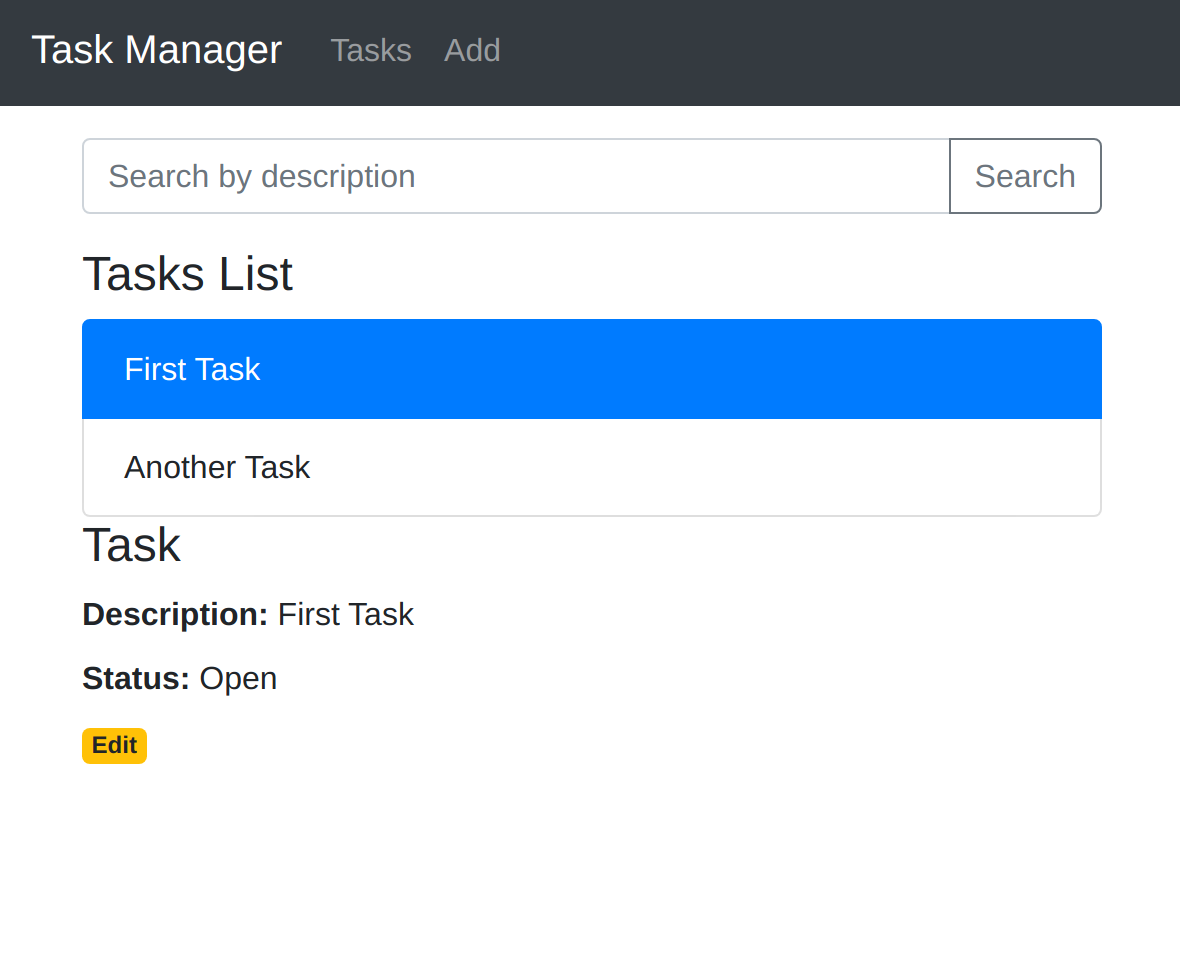 Task Manager Tasks Add
Search by description Search
Tasks List
First Task
Another Task
Task
Description: First Task
Status: Open
Edit